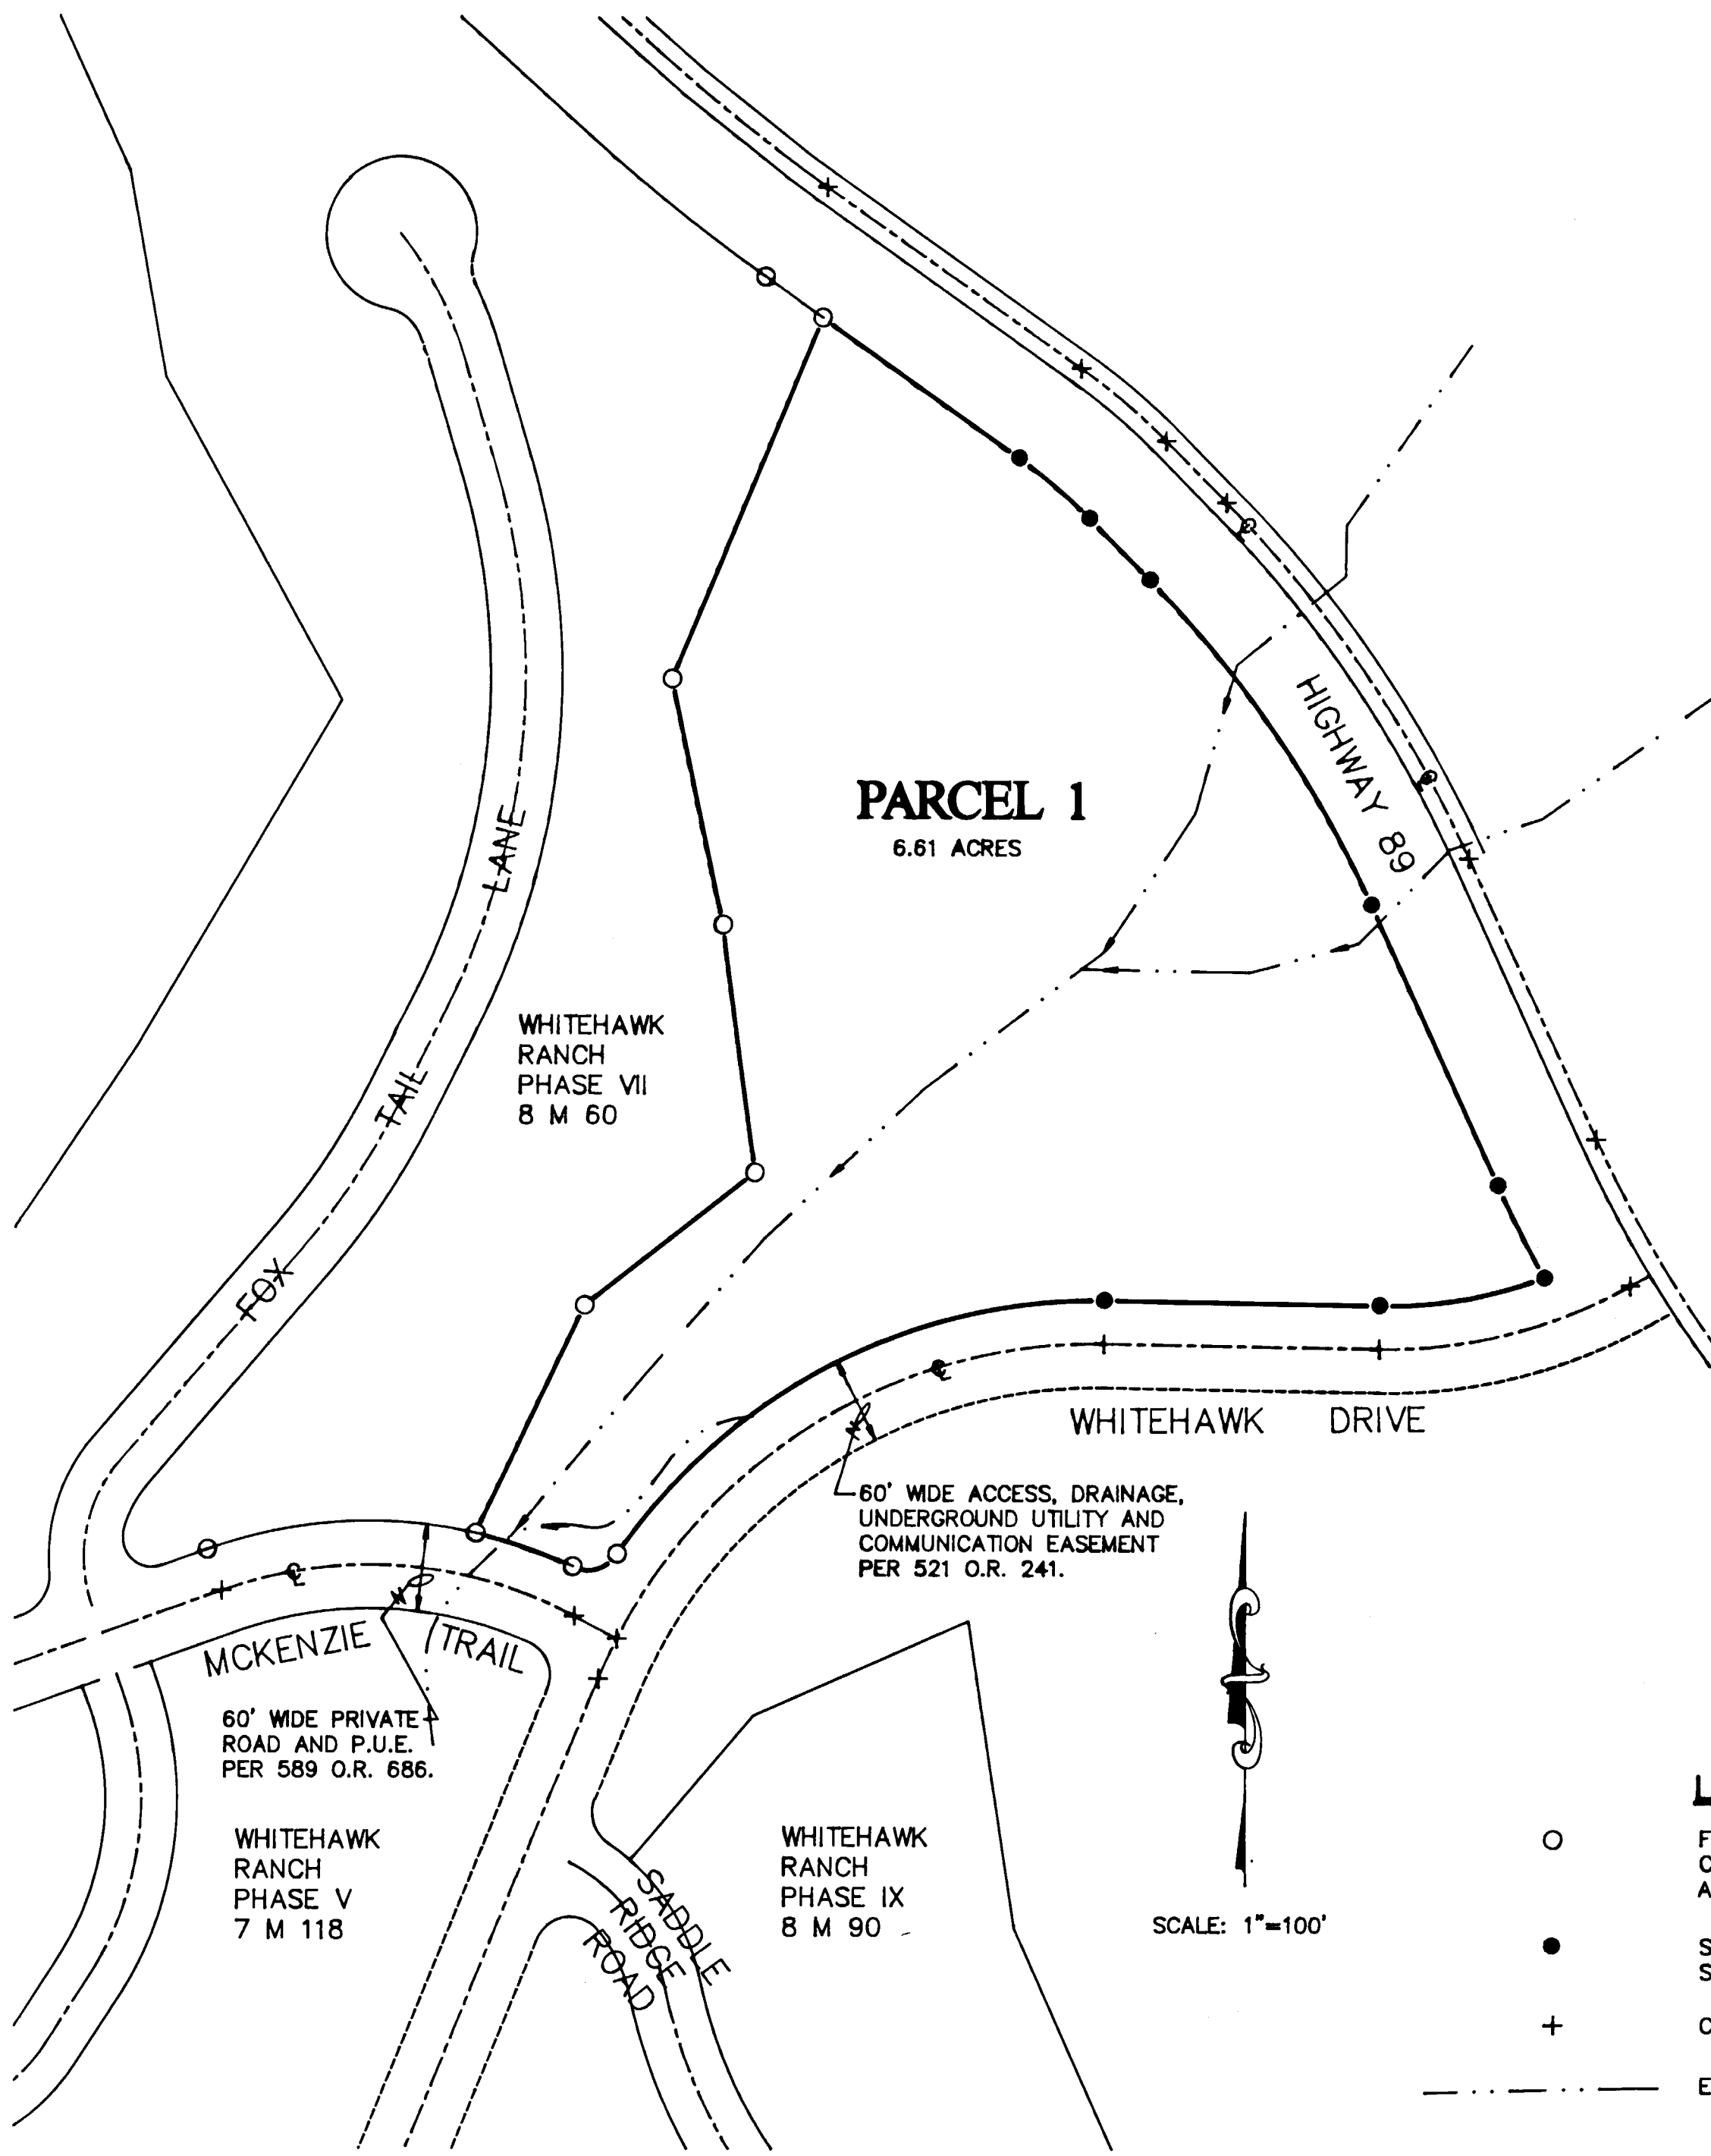 HIGHWAY 89
PARCEL 1
6.61 ACRES
FOX TAIL LANE
WHITEHAWK
RANCH
PHASE VII
8 M 60
WHITEHAWK DRIVE
60' WIDE ACCESS, DRAINAGE,
UNDERGROUND UTILITY AND
COMMUNICATION EASEMENT
PER 521 O.R. 241.
MCKENZIE TRAIL
60' WIDE PRIVATE
ROAD AND P.U.E.
PER 589 O.R. 686.
WHITEHAWK
RANCH
PHASE V
7 M 118
SADDLE
RIDGE
ROAD
WHITEHAWK
RANCH
PHASE IX
8 M 90
SCALE: 1"=100'